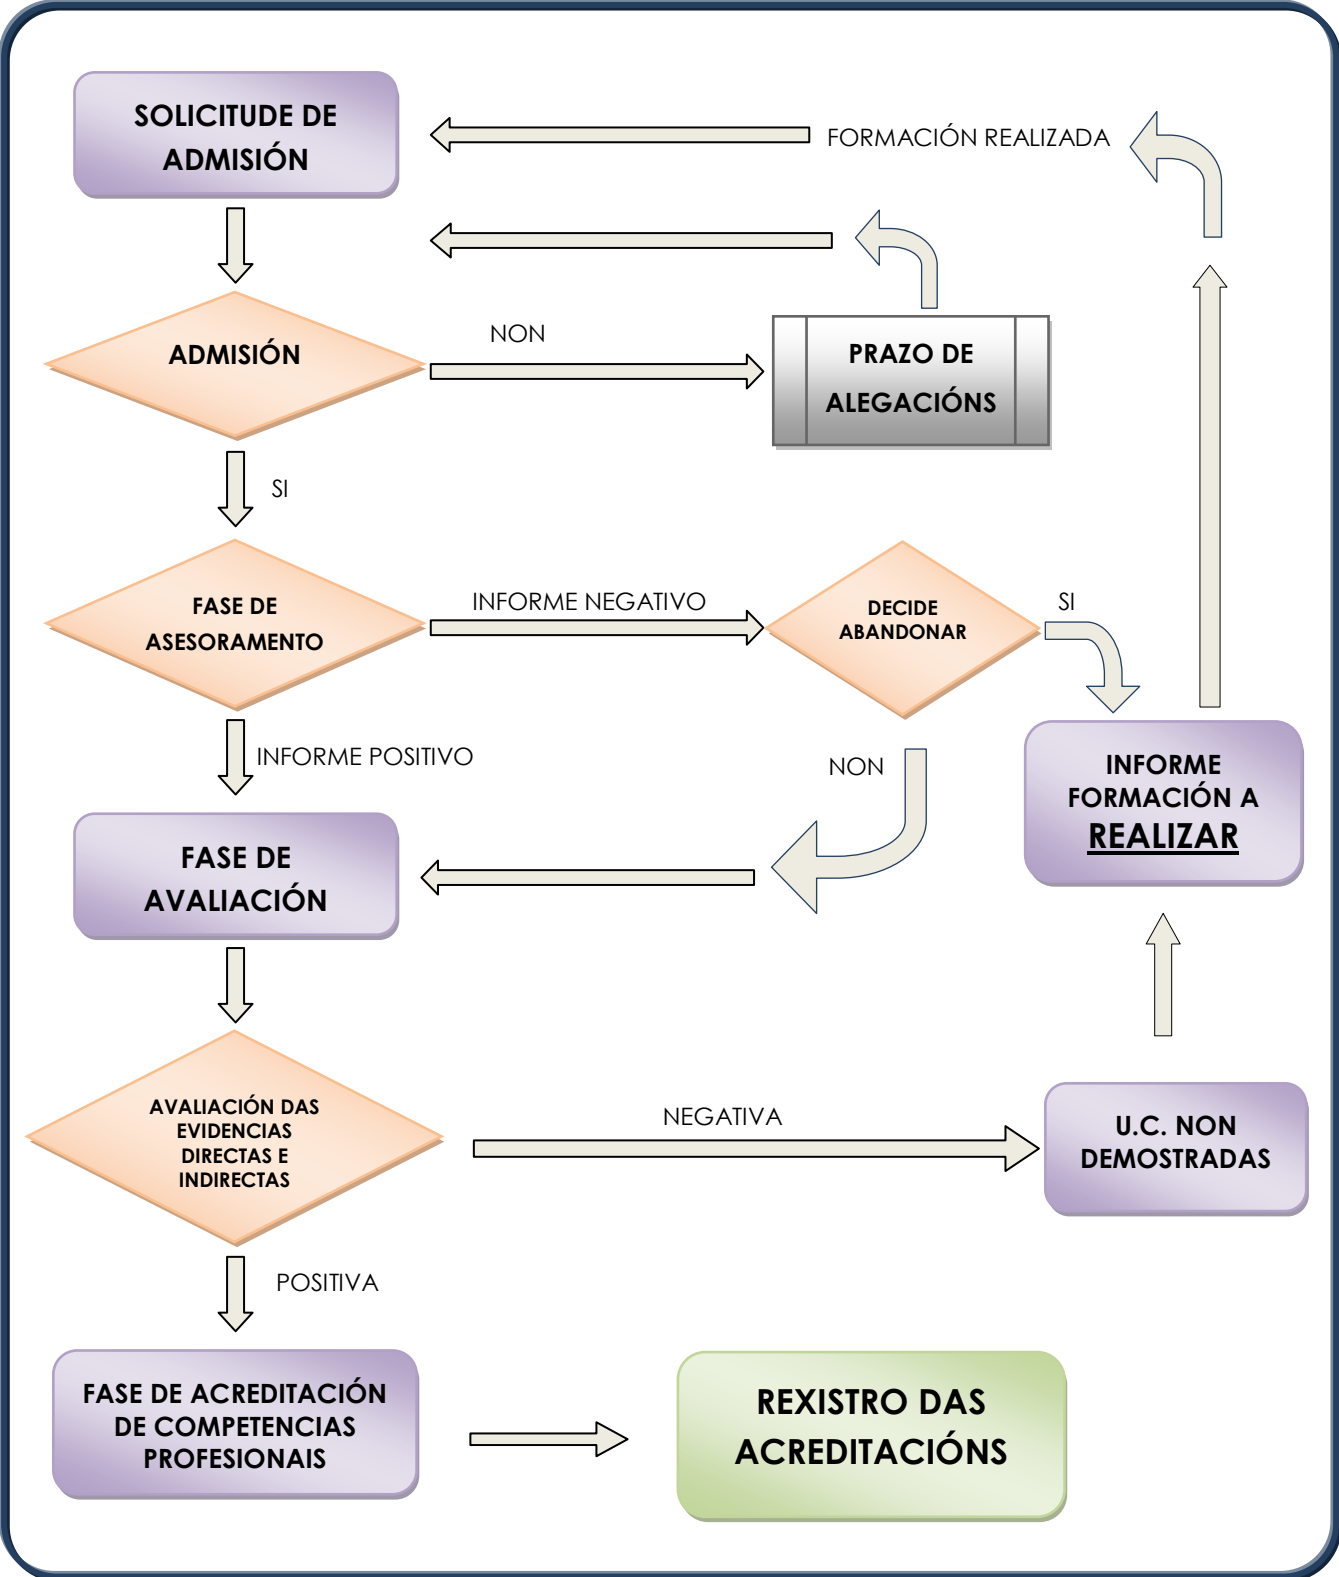 SOLICITUDE DE
ADMISIÓN
FORMACIÓN REALIZADA
ADMISIÓN
NON
PRAZO DE
ALEGACIÓNS
SI
FASE DE
ASESORAMENTO
INFORME NEGATIVO
DECIDE
ABANDONAR
SI
INFORME POSITIVO
NON
INFORME
FORMACIÓN A
REALIZAR
FASE DE
AVALIACIÓN
AVALIACIÓN DAS
EVIDENCIAS
DIRECTAS E
INDIRECTAS
NEGATIVA
U.C. NON
DEMOSTRADAS
POSITIVA
FASE DE ACREDITACIÓN
DE COMPETENCIAS
PROFESIONAIS
REXISTRO DAS
ACREDITACIÓNS